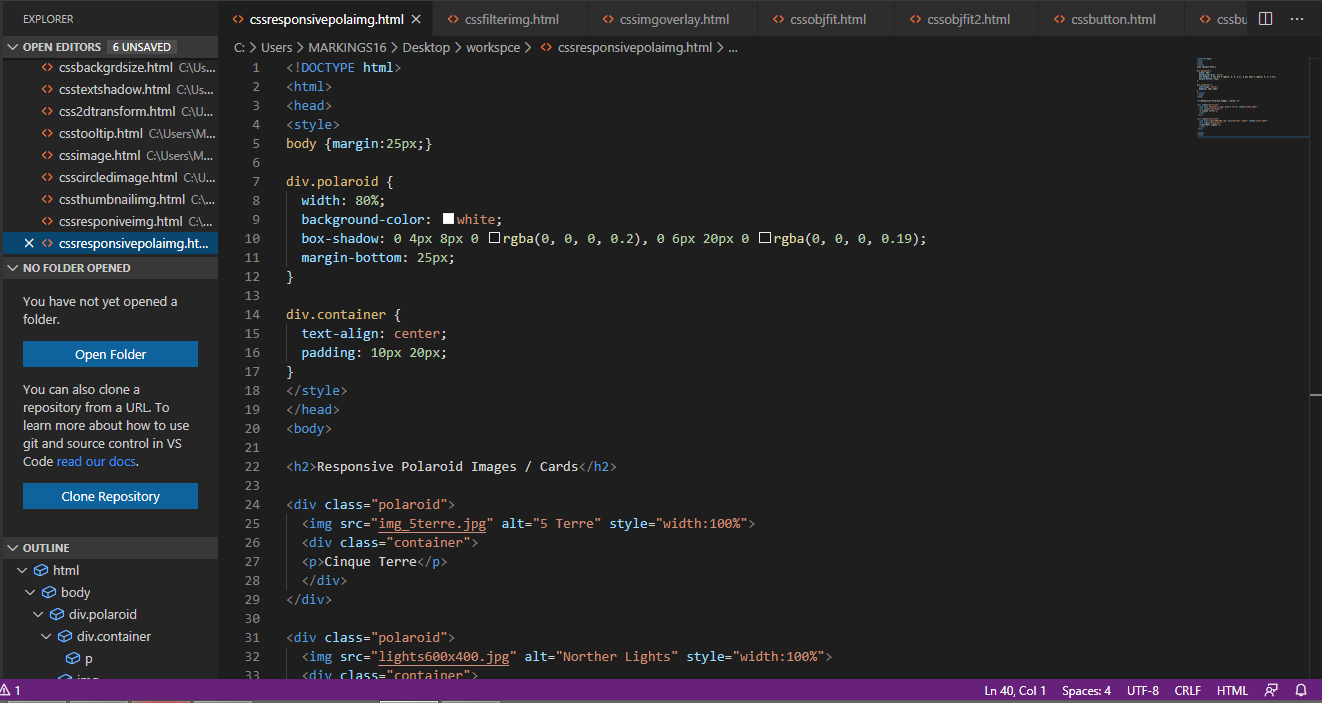 EXPLORER
cssresponsivepolaimg.html
cssfilterimg.html
cssimgoverlay.html
cssobjfit.html
cssobjfit2.html
cssbutton.html
cssbu
OPEN EDITORS 6 UNSAVED
cssbackgrdsize.html C:\Us...
csstextshadow.html C:\Us...
css2dtransform.html C:\U...
csstooltip.html C:\Users\M...
cssimage.html C:\Users\M...
csscircledimage.html C:\U...
cssthumbnailimg.html C:\...
cssresponiveimg.html C:\...
cssresponsivepolaimg.ht...
NO FOLDER OPENED
You have not yet opened a
folder.
Open Folder
You can also clone a
repository from a URL. To
learn more about how to use
git and source control in VS
Code read our docs.
Clone Repository
OUTLINE
html
body
div.polaroid
div.container
p
img
C: > Users > MARKINGS16 > Desktop > workspce > cssresponsivepolaimg.html > ...
1 <!DOCTYPE html>
2 <html>
3 <head>
4 <style>
5 body {margin:25px;}
6
7 div.polaroid {
8 width: 80%;
9 background-color: white;
10 box-shadow: 0 4px 8px 0 rgba(0, 0, 0, 0.2), 0 6px 20px 0 rgba(0, 0, 0, 0.19);
11 margin-bottom: 25px;
12 }
13
14 div.container {
15 text-align: center;
16 padding: 10px 20px;
17 }
18 </style>
19 </head>
20 <body>
21
22 <h2>Responsive Polaroid Images / Cards</h2>
23
24 <div class="polaroid">
25 <img src="img_5terre.jpg" alt="5 Terre" style="width:100%">
26 <div class="container">
27 <p>Cinque Terre</p>
28 </div>
29 </div>
30
31 <div class="polaroid">
32 <img src="lights600x400.jpg" alt="Norther Lights" style="width:100%">
33 <div class="container">
1
Ln 40, Col 1 Spaces: 4 UTF-8 CRLF HTML